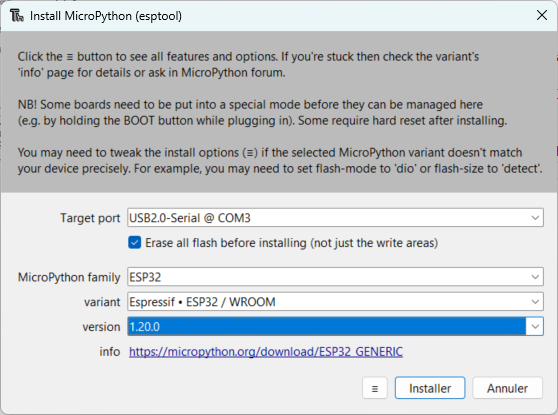 Install MicroPython (esptool)
Click the ≡ button to see all features and options. If you're stuck then check the variant's
'info' page for details or ask in MicroPython forum.
NB! Some boards need to be put into a special mode before they can be managed here
(e.g. by holding the BOOT button while plugging in). Some require hard reset after installing.
You may need to tweak the install options (≡) if the selected MicroPython variant doesn't match
your device precisely. For example, you may need to set flash-mode to 'dio' or flash-size to 'detect'.
Target port USB2.0-Serial @ COM3
Erase all flash before installing (not just the write areas)
MicroPython family ESP32
variant Espressif • ESP32 / WROOM
version 1.20.0
info https://micropython.org/download/ESP32_GENERIC
≡ Installer Annuler